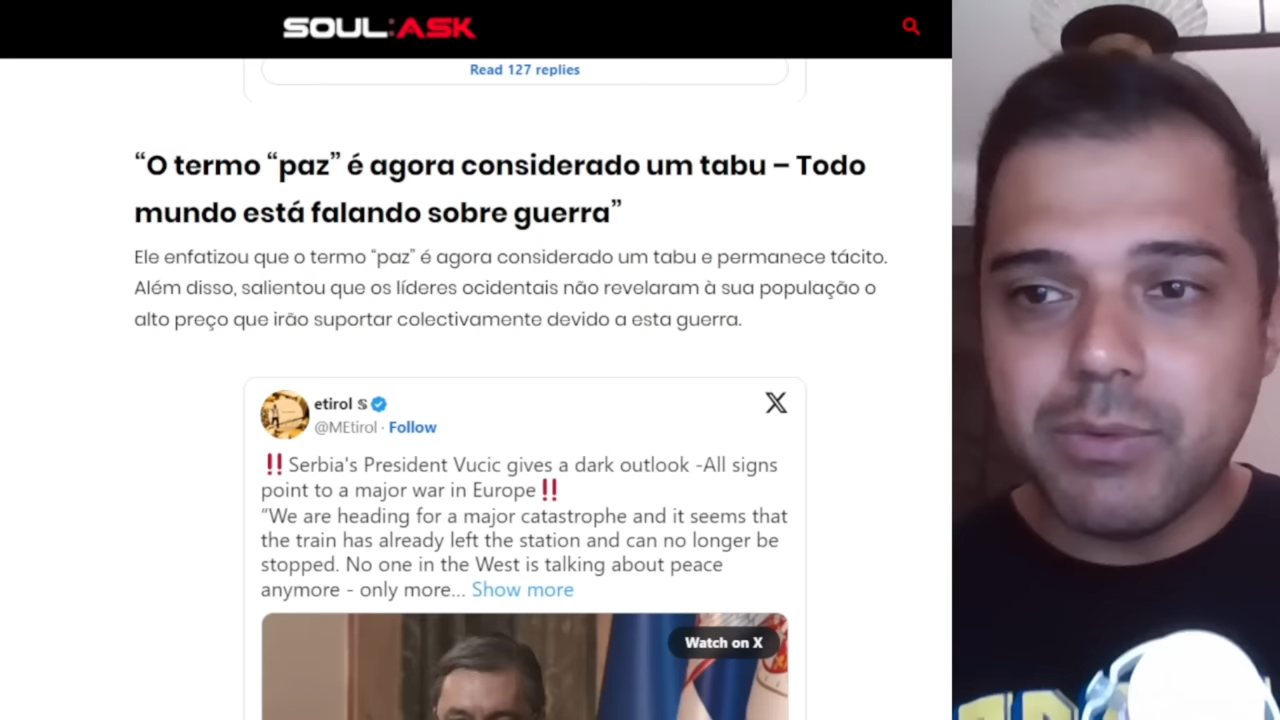 SOUL:ASK
Read 127 replies
“O termo “paz” é agora considerado um tabu – Todo
mundo está falando sobre guerra”
Ele enfatizou que o termo “paz” é agora considerado um tabu e permanece tácito.
Além disso, salientou que os líderes ocidentais não revelaram à sua população o
alto preço que irão suportar colectivamente devido a esta guerra.
etirol 𝕊
@MEtirol · Follow
‼️Serbia's President Vucic gives a dark outlook -All signs
point to a major war in Europe‼️
“We are heading for a major catastrophe and it seems that
the train has already left the station and can no longer be
stopped. No one in the West is talking about peace
anymore - only more... Show more
Watch on X